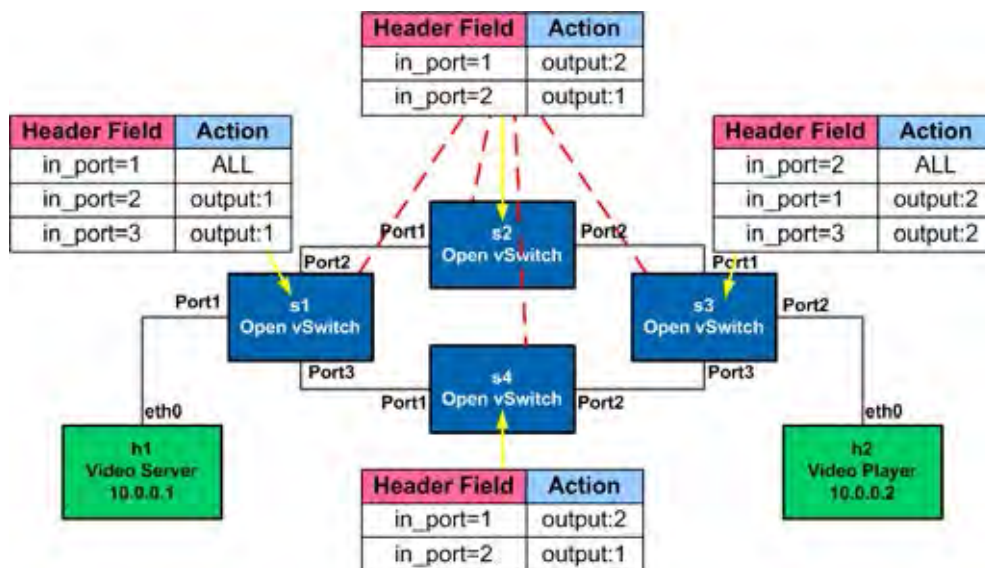 Header Field Action
in_port=1 output:2
in_port=2 output:1
Header Field Action
in_port=1 ALL
in_port=2 output:1
in_port=3 output:1
Header Field Action
in_port=2 ALL
in_port=1 output:2
in_port=3 output:2
Port1
s2
Open vSwitch
Port2
Port2
Port1
Port1
s1
Open vSwitch
s3
Open vSwitch
Port2
Port3
Port1
s4
Open vSwitch
Port2
Port3
eth0
eth0
h1
Video Server
10.0.0.1
h2
Video Player
10.0.0.2
Header Field Action
in_port=1 output:2
in_port=2 output:1